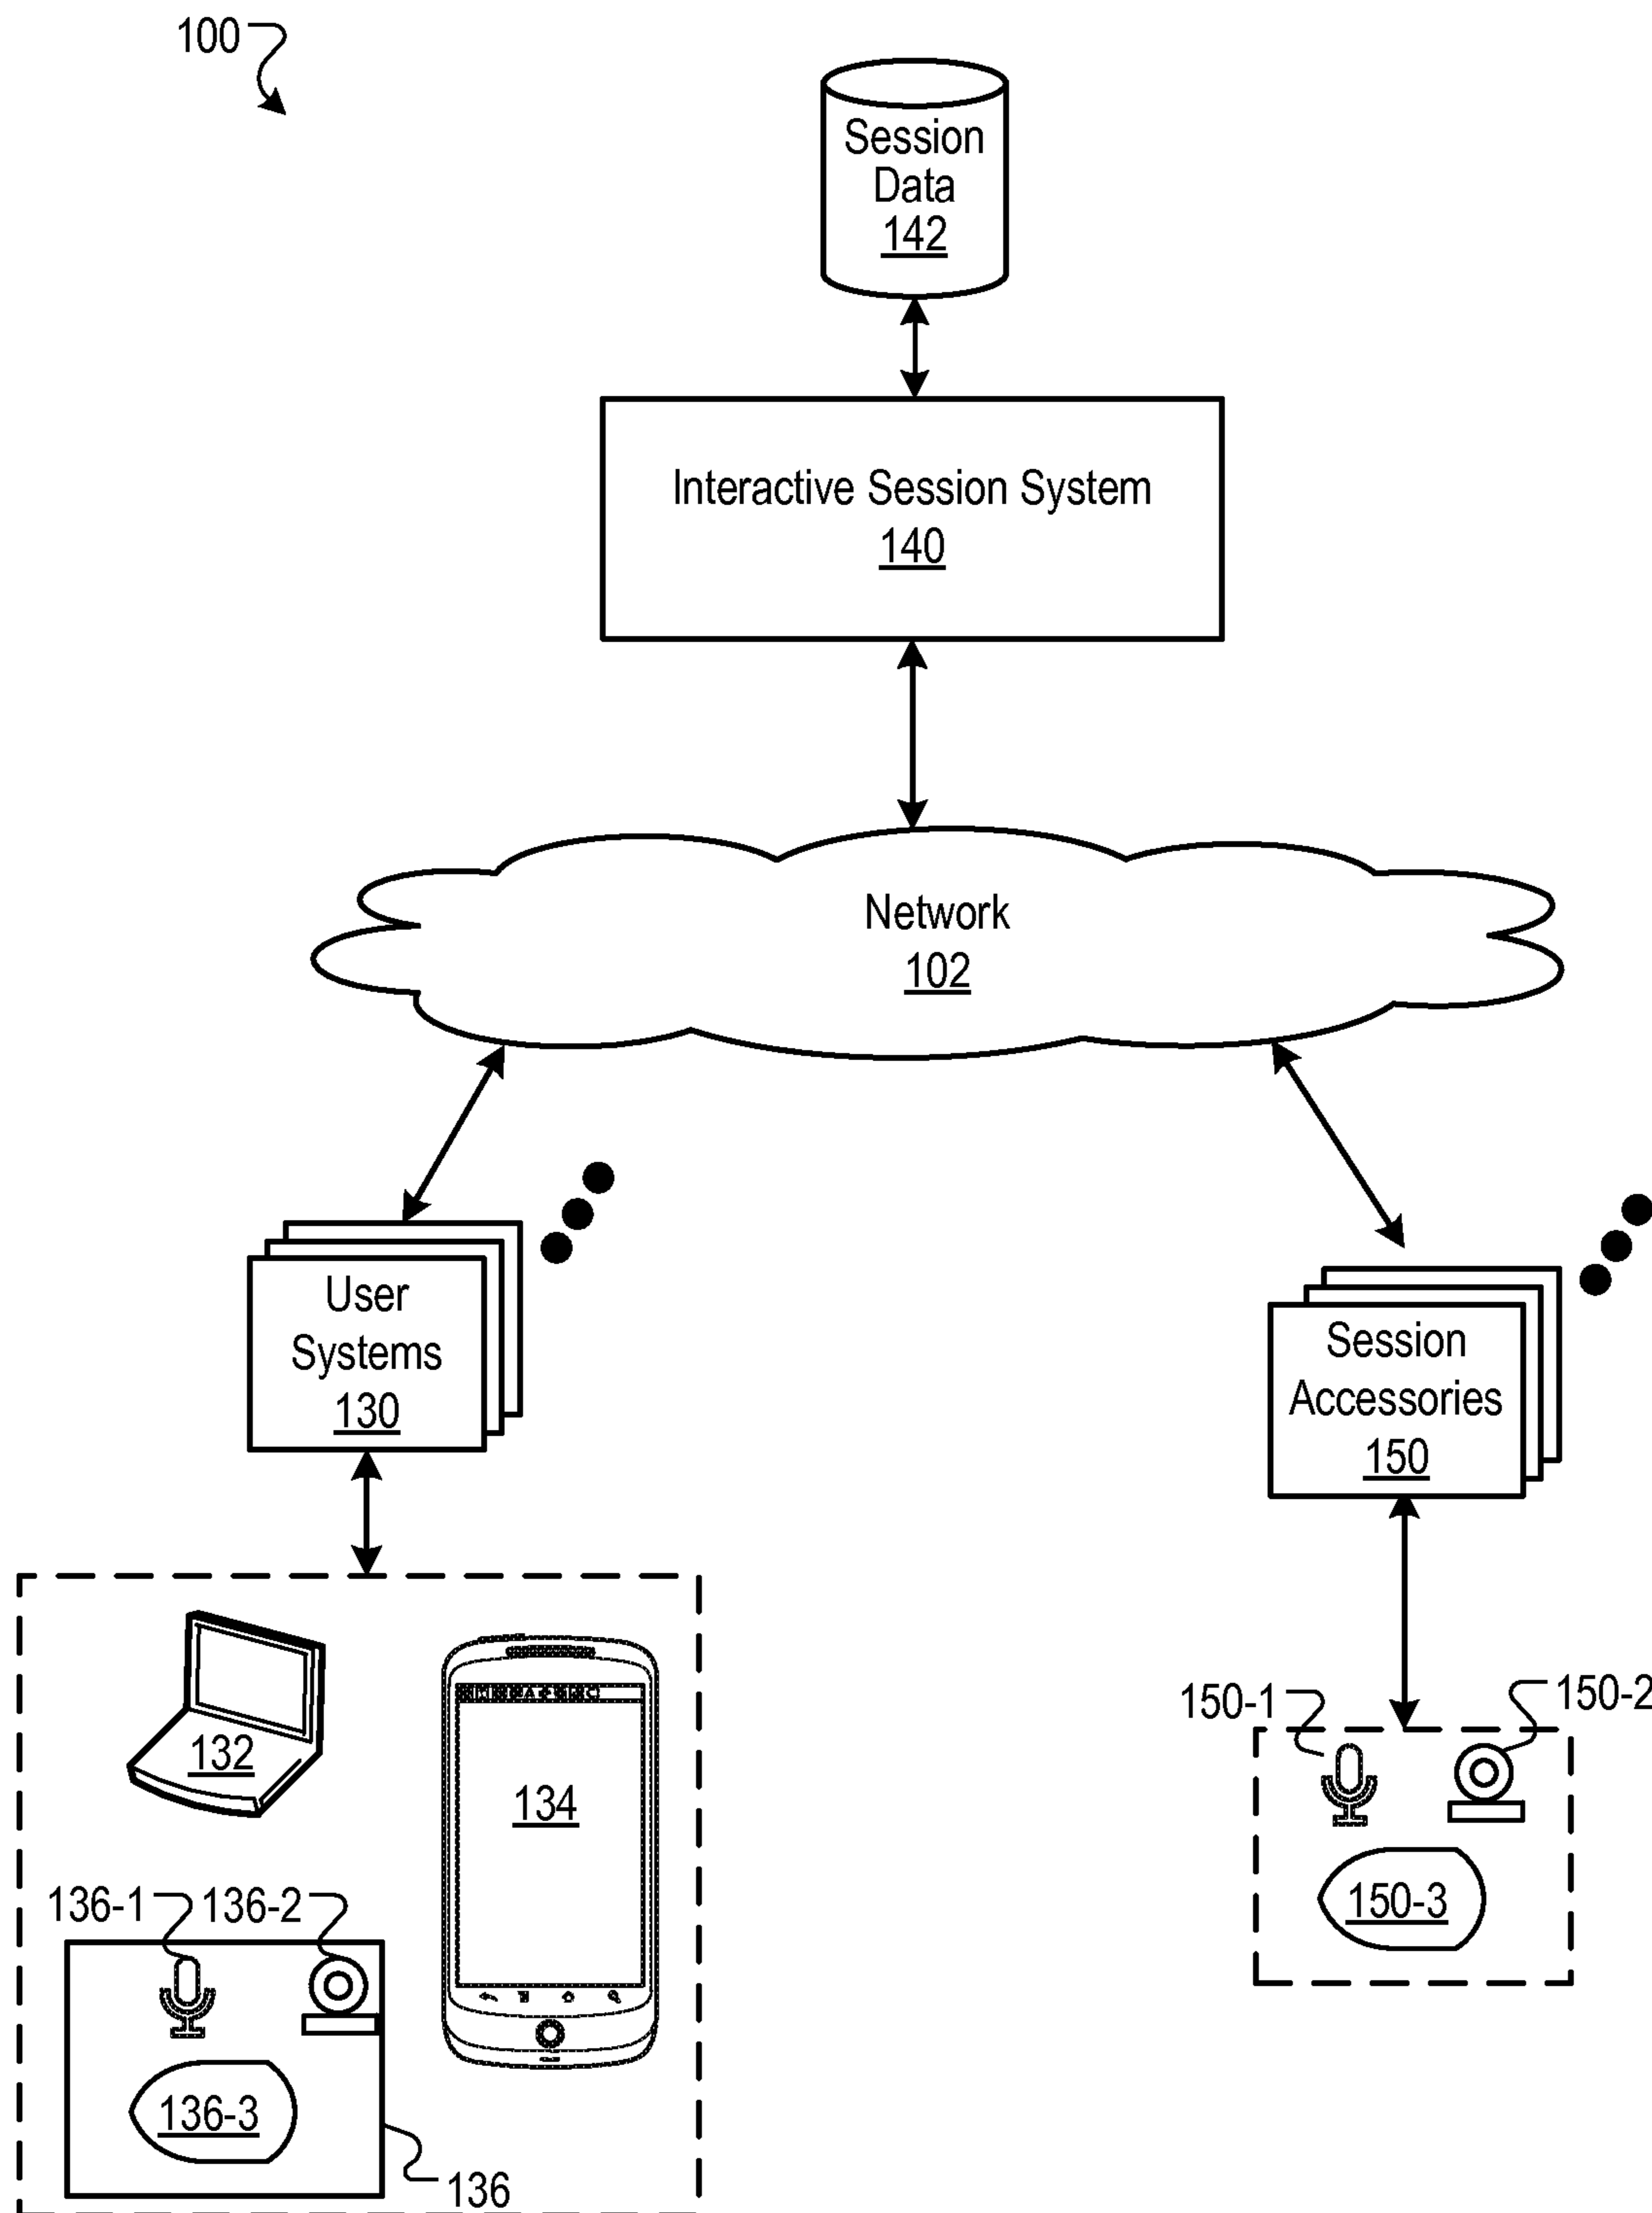 100
Session
Data
142
Interactive Session System
140
Network
102
User
Systems
130
Session
Accessories
150
132
134
136-1
136-2
136-3
136
150-1
150-2
150-3